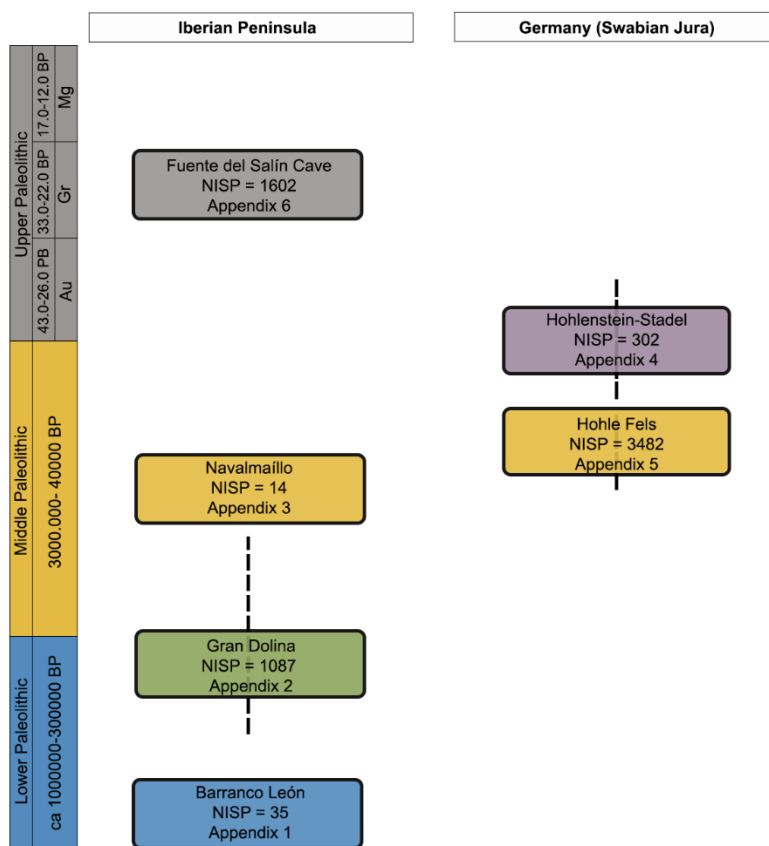 Iberian Peninsula
Germany (Swabian Jura)
Upper Paleolithic
17.0-12.0 BP
Mg
33.0-22.0 BP
Gr
43.0-26.0 PB
Au
Middle Paleolithic
3000.000- 40000 BP
Lower Paleolithic
ca 1000000-300000 BP
Fuente del Salín Cave
NISP = 1602
Appendix 6
Hohlenstein-Stadel
NISP = 302
Appendix 4
Hohle Fels
NISP = 3482
Appendix 5
Navalmaíllo
NISP = 14
Appendix 3
Gran Dolina
NISP = 1087
Appendix 2
Barranco León
NISP = 35
Appendix 1